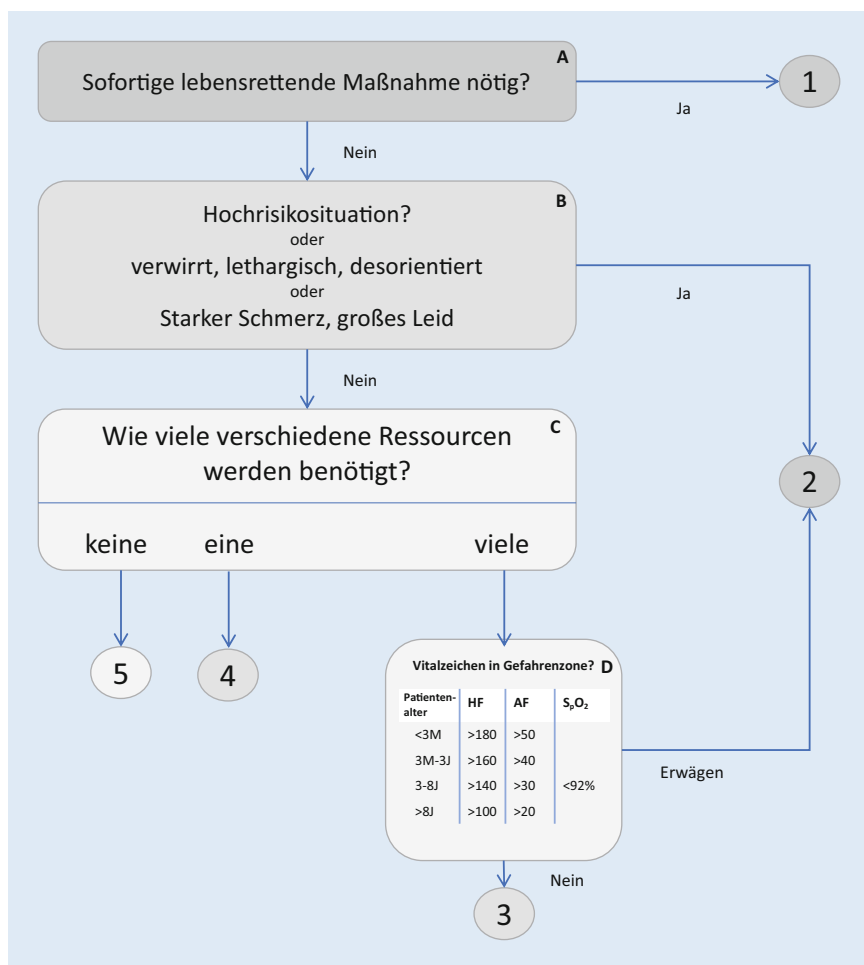 A
Sofortige lebensrettende Maßnahme nötig?
1
Ja
Nein
B
Hochrisikosituation?
oder
verwirrt, lethargisch, desorientiert
oder
Starker Schmerz, großes Leid
Ja
Nein
C
Wie viele verschiedene Ressourcen
werden benötigt?
2
keine eine viele
5
4
Vitalzeichen in Gefahrenzone? D
Patienten-
alter HF AF SpO2
<3M >180 >50
3M-3J >160 >40
3-8J >140 >30 <92%
>8J >100 >20
Erwägen
Nein
3